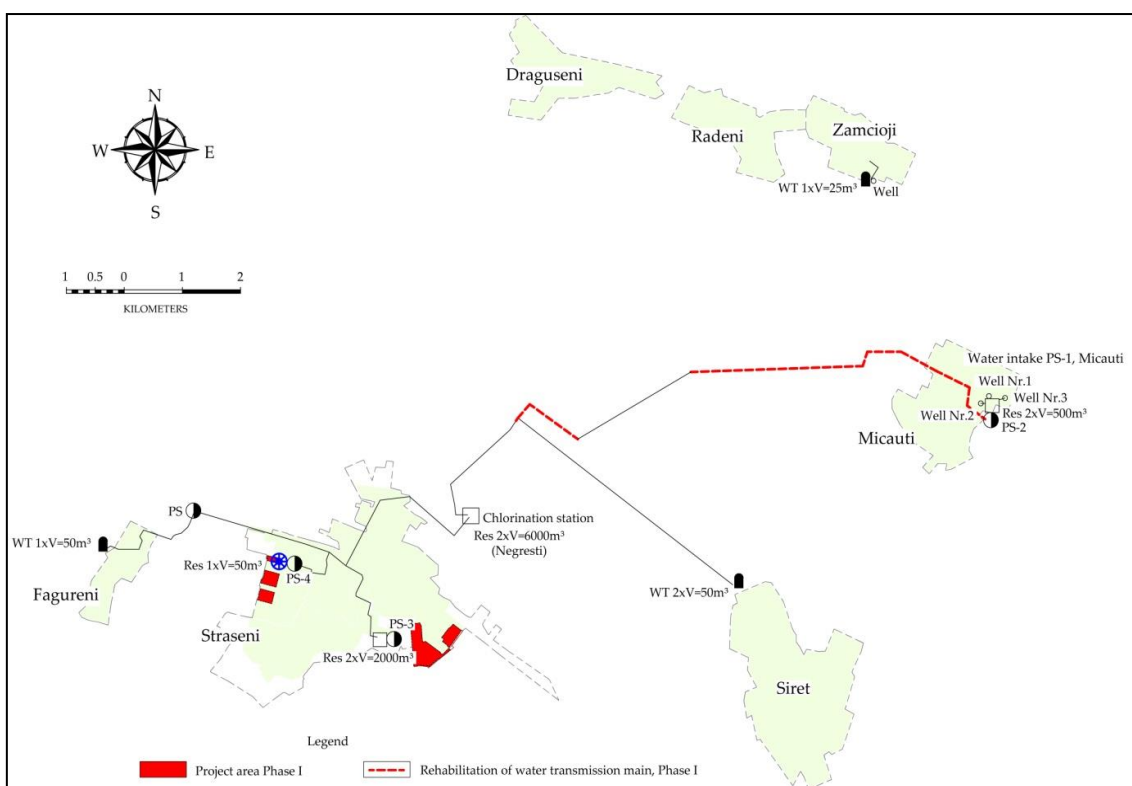 Draguseni
Radeni
Zamcioji
WT 1xV=25m³
Well
N
W
E
S
1 0.5 0 1 2
KILOMETERS
Water intake PS-1, Micauti
Well Nr.1
Well Nr.3
Well Nr.2
Res 2xV=500m³
PS-2
Micauti
PS
Chlorination station
Res 2xV=6000m³
(Negresti)
WT 1xV=50m³
Res 1xV=50m³
PS-4
WT 2xV=50m³
Fagureni
Straseni
PS-3
Res 2xV=2000m³
Siret
Legend
Project area Phase I
Rehabilitation of water transmission main, Phase I